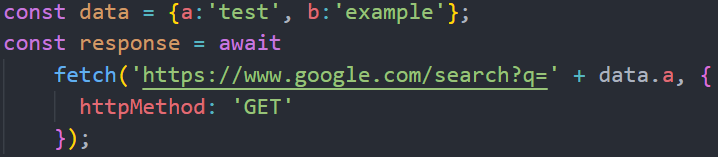 const data = {a:'test', b:'example'};
const response = await
fetch('https://www.google.com/search?q=' + data.a, {
httpMethod: 'GET'
});